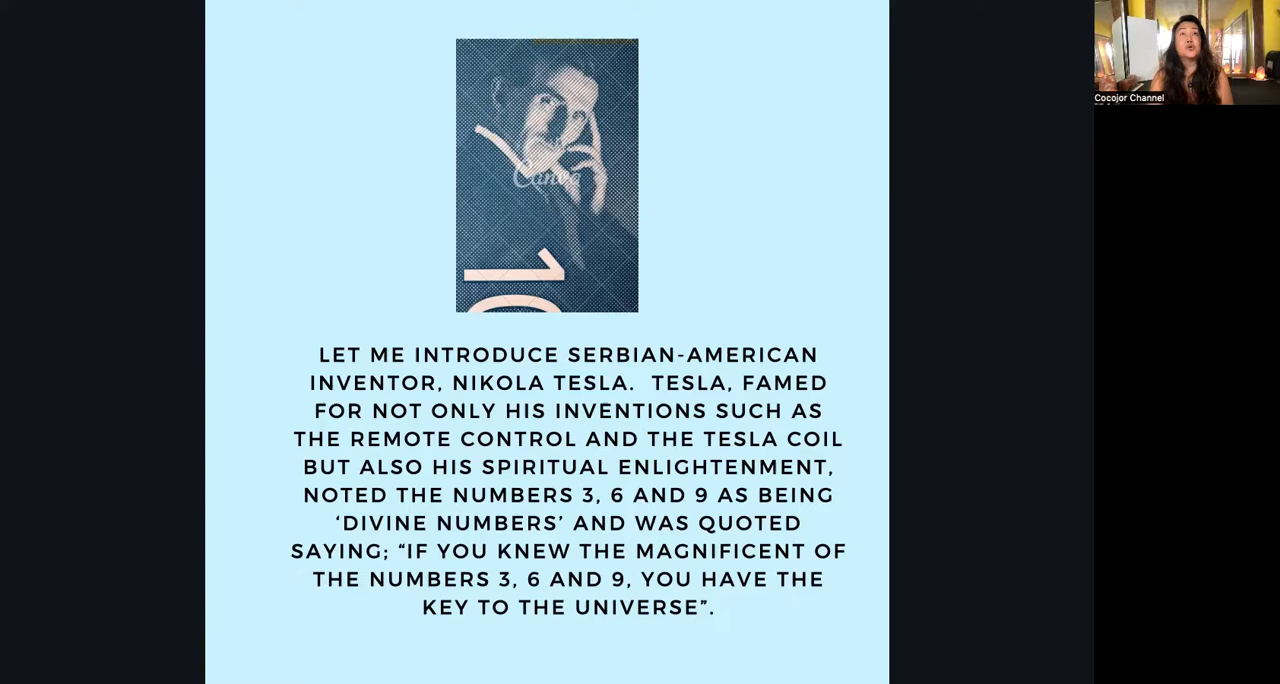 Cocojor Channel
Canva
10
LET ME INTRODUCE SERBIAN-AMERICAN
INVENTOR, NIKOLA TESLA. TESLA, FAMED
FOR NOT ONLY HIS INVENTIONS SUCH AS
THE REMOTE CONTROL AND THE TESLA COIL
BUT ALSO HIS SPIRITUAL ENLIGHTENMENT,
NOTED THE NUMBERS 3, 6 AND 9 AS BEING
‘DIVINE NUMBERS’ AND WAS QUOTED
SAYING; “IF YOU KNEW THE MAGNIFICENT OF
THE NUMBERS 3, 6 AND 9, YOU HAVE THE
KEY TO THE UNIVERSE”.